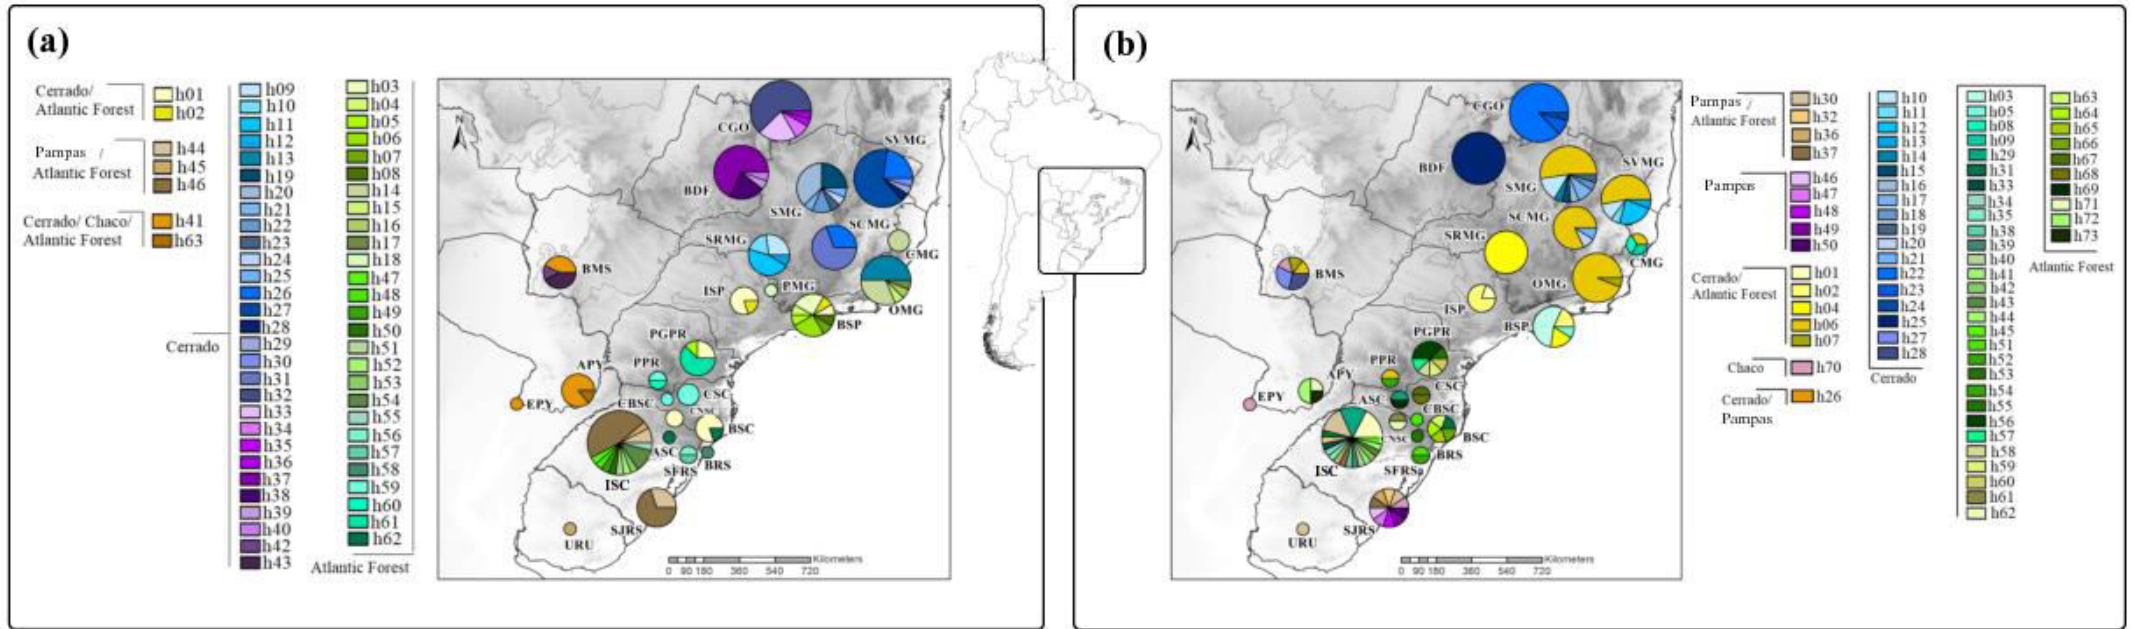 (a)
Cerrado/
Atlantic Forest
h01
h02
Pampas /
Atlantic Forest
h44
h45
h46
Cerrado/ Chaco/
Atlantic Forest
h41
h63
Cerrado
h09
h10
h11
h12
h13
h19
h20
h21
h22
h23
h24
h25
h26
h27
h28
h29
h30
h31
h32
h33
h34
h35
h36
h37
h38
h39
h40
h42
h43
h03
h04
h05
h06
h07
h08
h14
h15
h16
h17
h18
h47
h48
h49
h50
h51
h52
h53
h54
h55
h56
h57
h58
h59
h60
h61
h62
Atlantic Forest
N
CGO
SVMG
BDF
SMG
SCMG
SRMG
CMG
BMS
ISP
PMG
OMG
BSP
PGPR
PPR
APY
EPY
CBSC
CSC
CNSC
BSC
ASC
BRS
SFRS
ISC
SJRS
URU
Kilometers
0 90 180 360 540 720
(b)
N
CGO
BDF
SVMG
SMG
SCMG
SRMG
CMG
BMS
OMG
ISP
BSP
PGPR
PPR
APY
EPY
CSC
ASC
CBSC
CNSC
BSC
BRS
SFRSa
ISC
SJRS
URU
Kilometers
0 90 180 360 540 720
Pampas /
Atlantic Forest
h30
h32
h36
h37
Pampas
h46
h47
h48
h49
h50
Cerrado/
Atlantic Forest
h01
h02
h04
h06
h07
Chaco
h70
Cerrado/
Pampas
h26
h10
h11
h12
h13
h14
h15
h16
h17
h18
h19
h20
h21
h22
h23
h24
h25
h27
h28
Cerrado
h03
h05
h08
h09
h29
h31
h33
h34
h35
h38
h39
h40
h41
h42
h43
h44
h45
h51
h52
h53
h54
h55
h56
h57
h58
h59
h60
h61
h62
h63
h64
h65
h66
h67
h68
h69
h71
h72
h73
Atlantic Forest